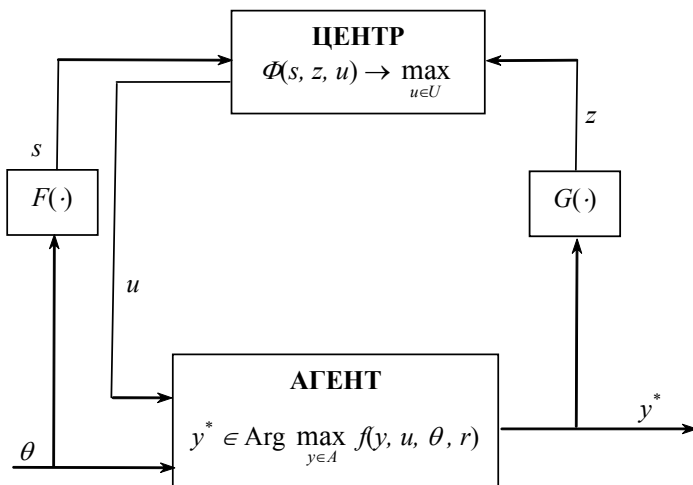 ЦЕНТР
Φ(s, z, u) → max
u∈U
s
z
F(·)
G(·)
u
АГЕНТ
y* ∈ Arg max f(y, u, θ, r)
y∈A
y*
θ